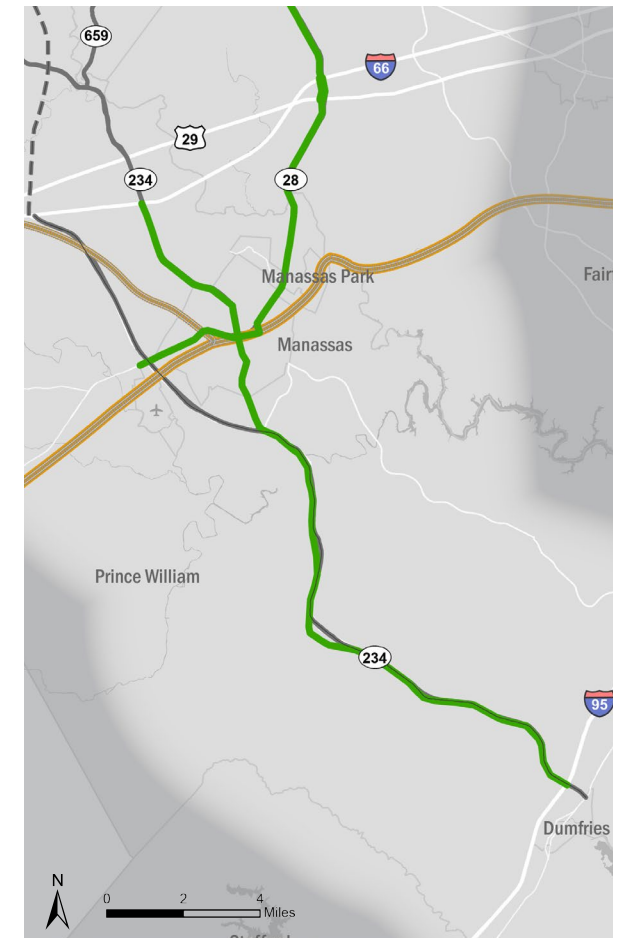 659
66
29
234
28
Manassas Park
Fair
Manassas
Prince William
234
95
Dumfries
N
0 2 4
Miles